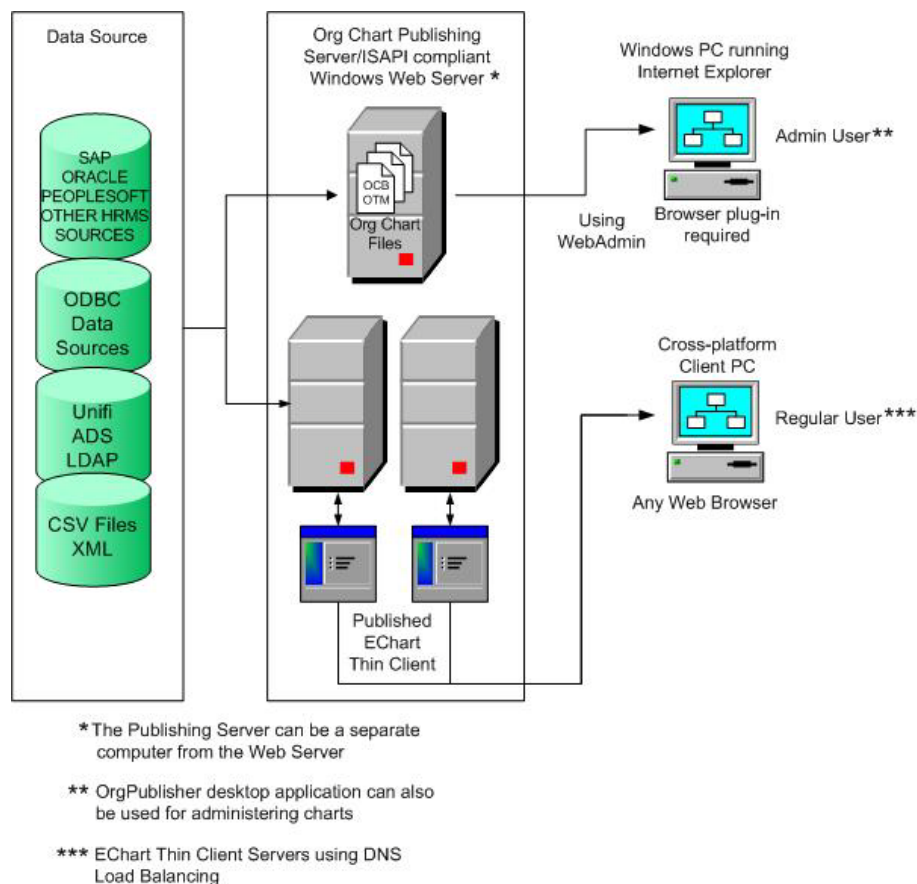 Data Source
SAP
ORACLE
PEOPLESOFT
OTHER HRMS
SOURCES
ODBC
Data
Sources
Unifi
ADS
LDAP
CSV Files
XML
Org Chart Publishing
Server/ISAPI compliant
Windows Web Server *
OCB
OTM
Org Chart
Files
Published
EChart
Thin Client
Using
WebAdmin
Windows PC running
Internet Explorer
Admin User**
Browser plug-in
required
Cross-platform
Client PC
Regular User***
Any Web Browser
* The Publishing Server can be a separate
computer from the Web Server
** OrgPublisher desktop application can also
be used for administering charts
*** EChart Thin Client Servers using DNS
Load Balancing